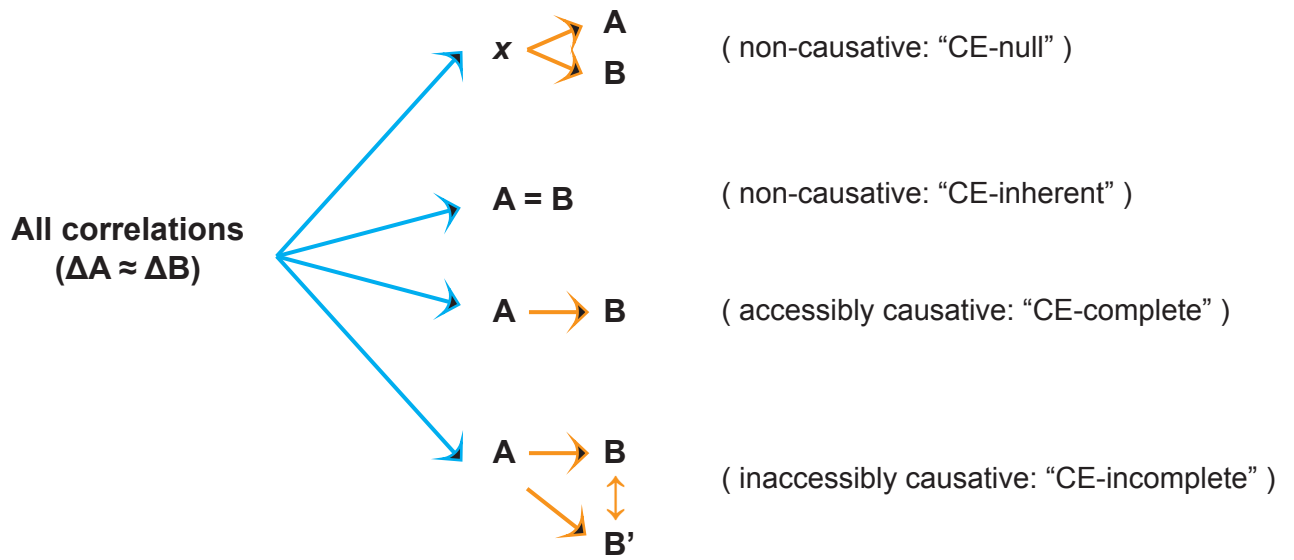 x
A
B
( non-causative: “CE-null” )
A = B
( non-causative: “CE-inherent” )
All correlations
(ΔA ≈ ΔB)
A
B
( accessibly causative: “CE-complete” )
A
B
( inaccessibly causative: “CE-incomplete” )
B’